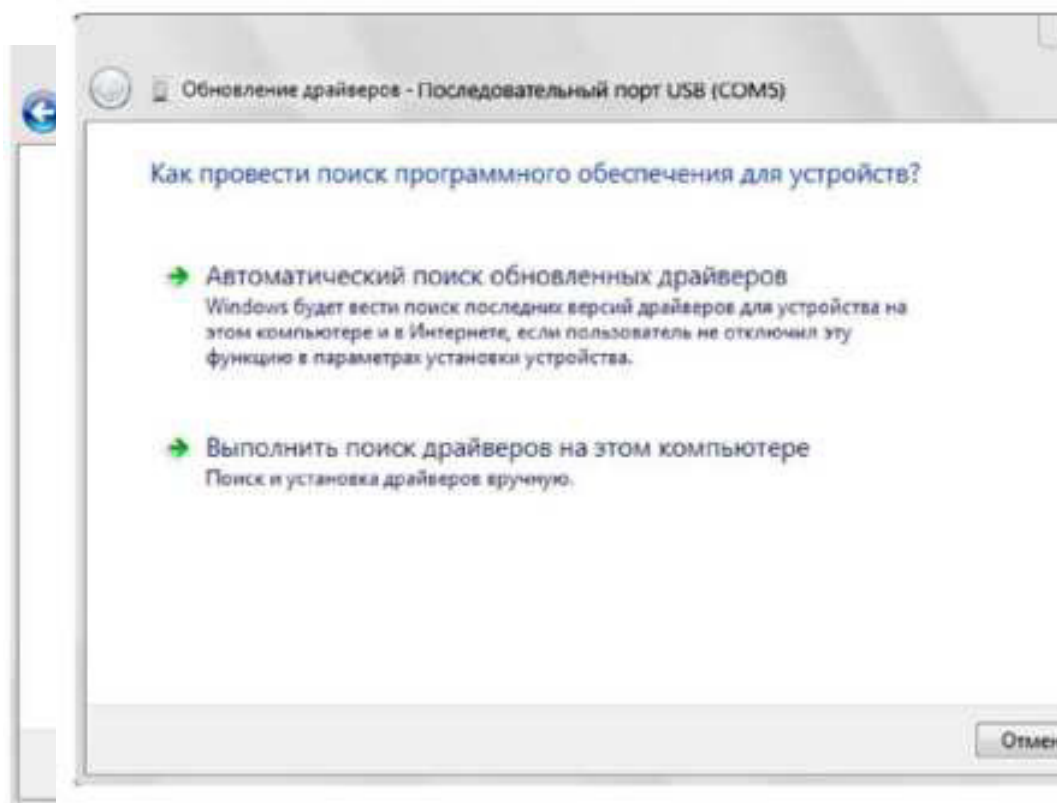 Обновление драйверов - Последовательный порт USB (COM5)
Как провести поиск программного обеспечения для устройств?
Автоматический поиск обновленных драйверов
Windows будет вести поиск последних версий драйверов для устройства на
этом компьютере и в Интернете, если пользователь не отключил эту
функцию в параметрах установки устройства.
Выполнить поиск драйверов на этом компьютере
Поиск и установка драйверов вручную.
Отмен